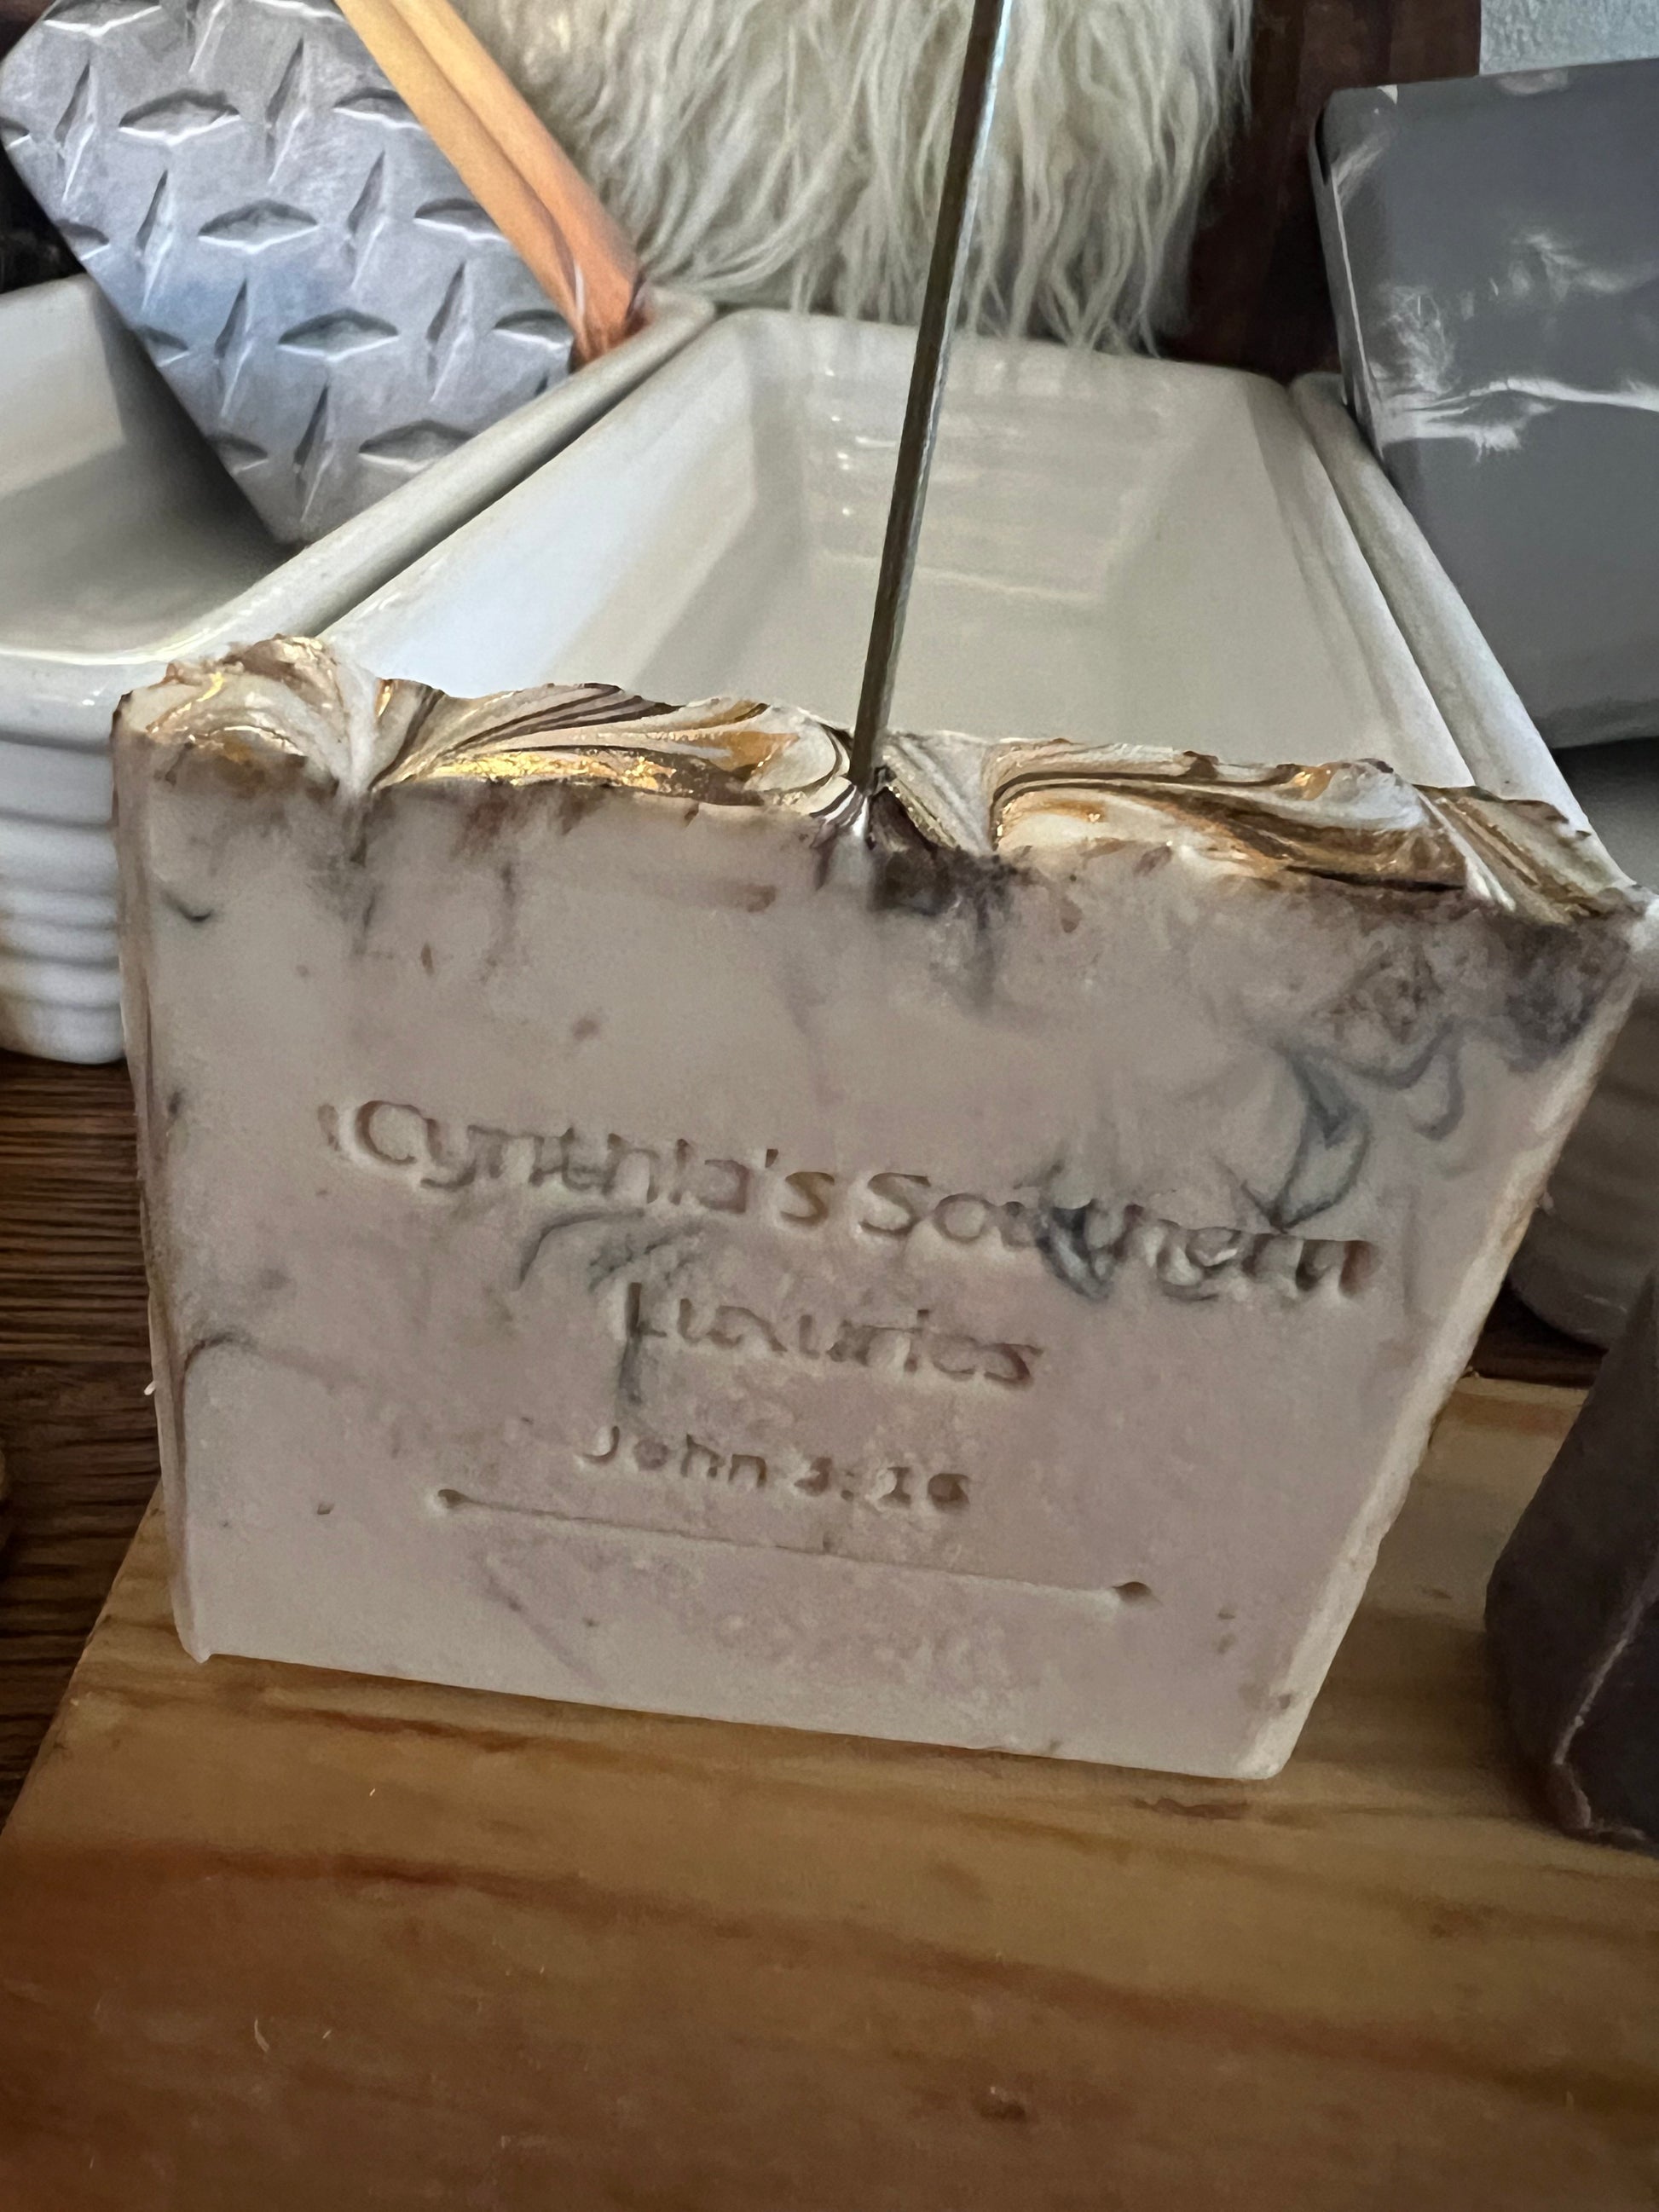 Cynthia's Southern
Luxuries
John 3:16